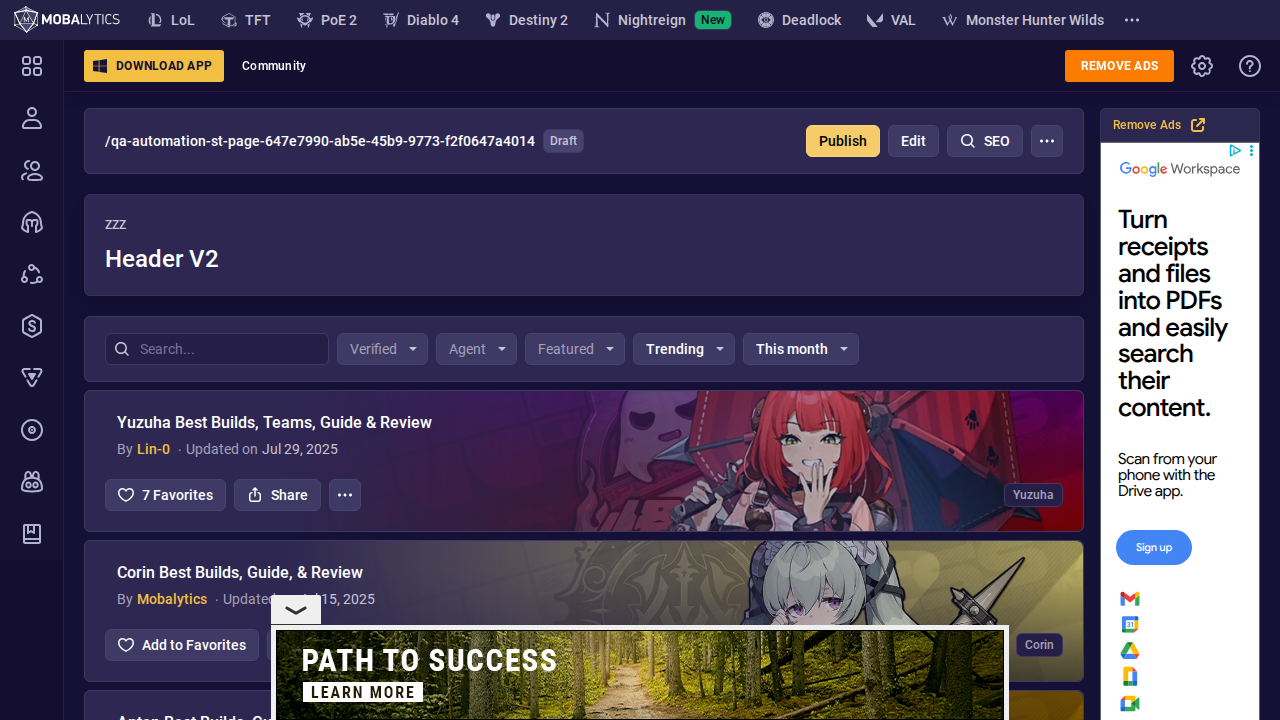 MOBALYTICS
LoL
TFT
PoE 2
Diablo 4
Destiny 2
Nightreign
New
Deadlock
VAL
Monster Hunter Wilds
DOWNLOAD APP
Community
REMOVE ADS
/qa-automation-st-page-647e7990-ab5e-45b9-9773-f2f0647a4014
Draft
Publish
Edit
SEO
Remove Ads
Google Workspace
ZZZ
Header V2
Turn
receipts
and files
into PDFs
and easily
search
their
content.
Search...
Verified
Agent
Featured
Trending
This month
Yuzuha Best Builds, Teams, Guide & Review
By Lin-0 · Updated on Jul 29, 2025
7 Favorites
Share
Yuzuha
Scan from your
phone with the
Drive app.
Sign up
Corin Best Builds, Guide, & Review
By Mobalytics · Updated 15, 2025
Add to Favorites
Corin
PATH TO SUCCESS
LEARN MORE
31